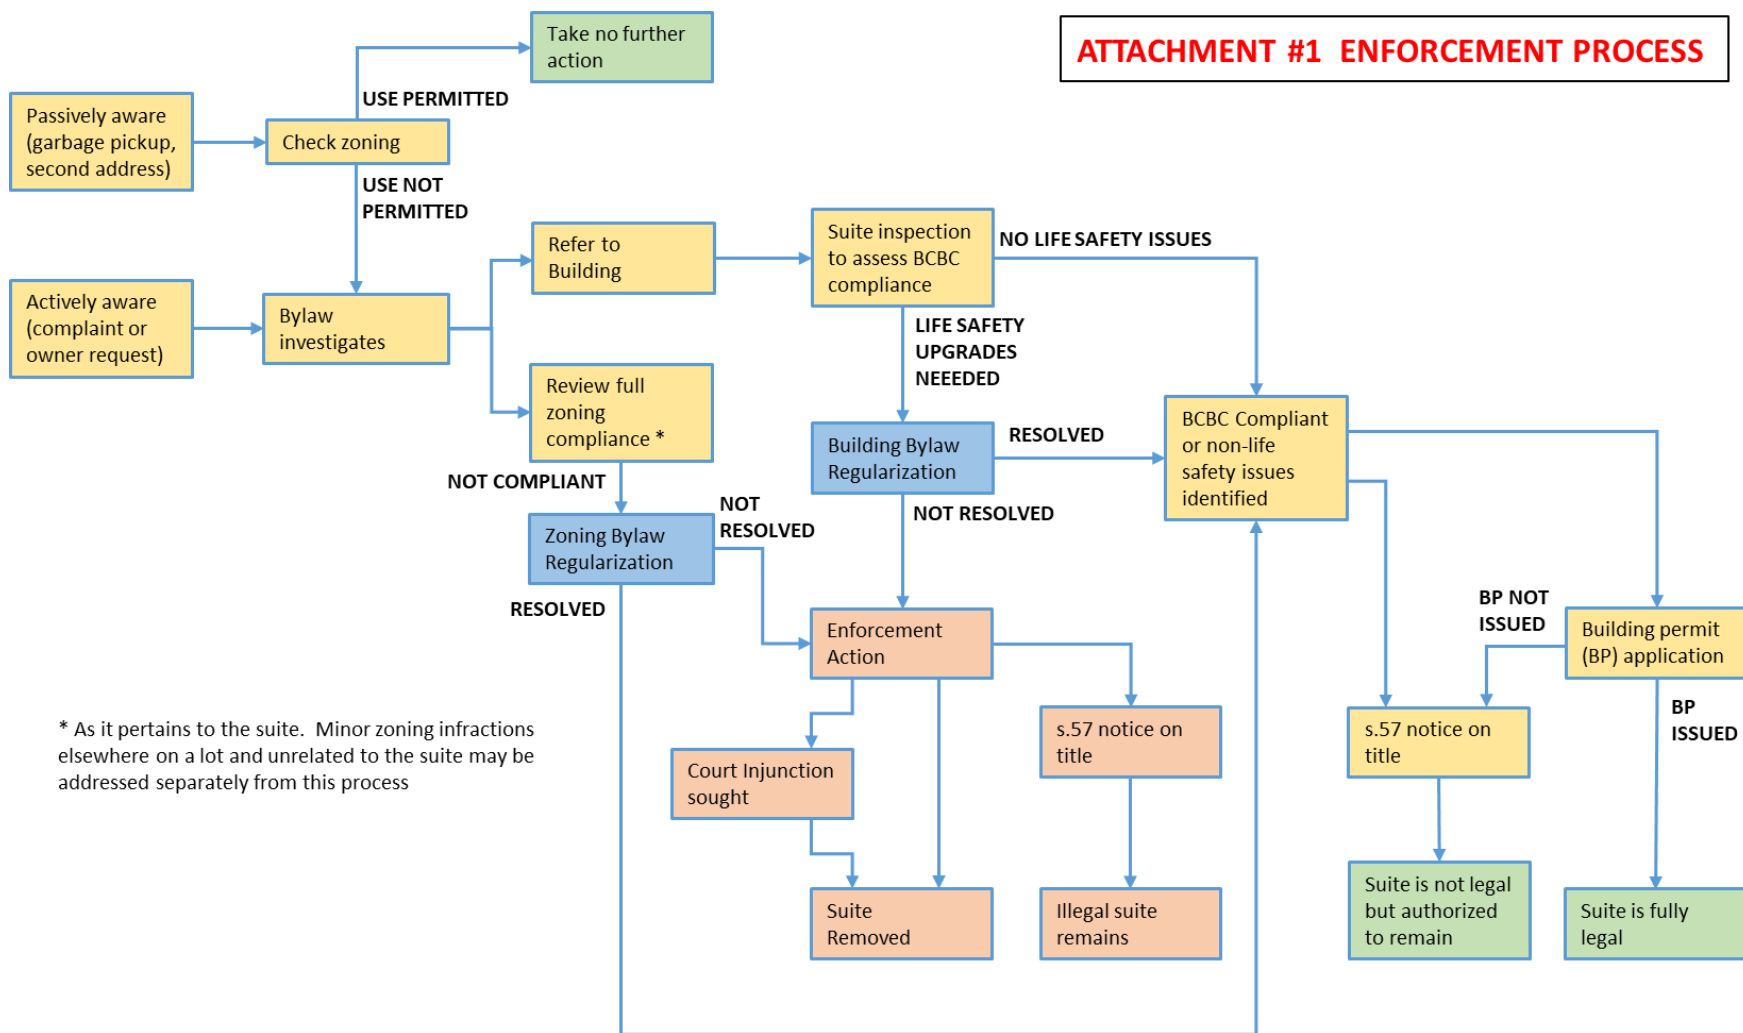 ATTACHMENT #1  ENFORCEMENT PROCESS
Take no further
action
USE PERMITTED
Passively aware
(garbage pickup,
second address)
Check zoning
USE NOT
PERMITTED
Actively aware
(complaint or
owner request)
Bylaw
investigates
Refer to
Building
Suite inspection
to assess BCBC
compliance
NO LIFE SAFETY ISSUES
LIFE SAFETY
UPGRADES
NEEEDED
Review full
zoning
compliance *
NOT COMPLIANT
Building Bylaw
Regularization
RESOLVED
BCBC Compliant
or non-life
safety issues
identified
NOT
RESOLVED
NOT RESOLVED
Zoning Bylaw
Regularization
RESOLVED
Enforcement
Action
BP NOT
ISSUED
Building permit
(BP) application
BP
ISSUED
* As it pertains to the suite.  Minor zoning infractions
elsewhere on a lot and unrelated to the suite may be
addressed separately from this process
Court Injunction
sought
s.57 notice on
title
s.57 notice on
title
Suite
Removed
Illegal suite
remains
Suite is not legal
but authorized
to remain
Suite is fully
legal